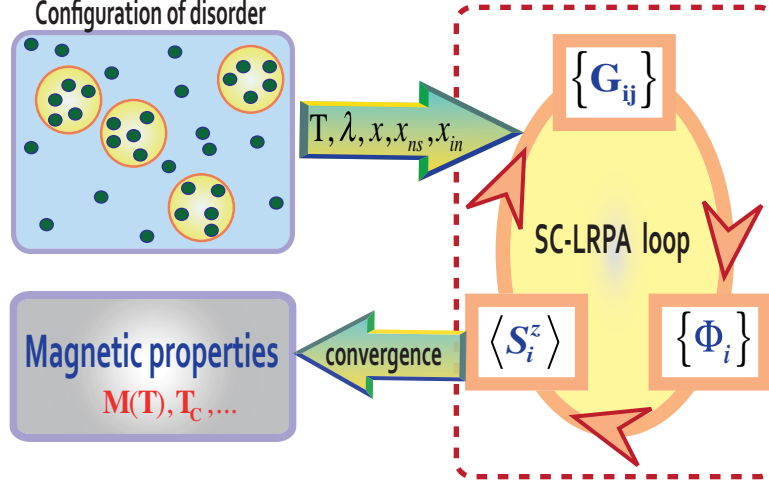 Configuration of disorder
T, λ, x, x_ns, x_in
{G_ij}
SC-LRPA loop
{Φ_i}
⟨S_i^z⟩
convergence
Magnetic properties
M(T), T_C, ...